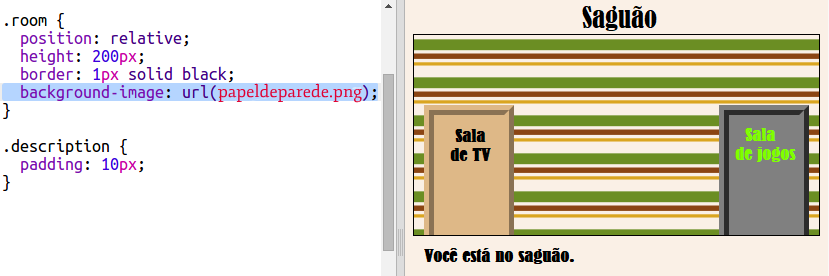 .room {
position: relative;
height: 200px;
border: 1px solid black;
background-image: url(papeldeparede.png);
}
.description {
padding: 10px;
}
Saguão
Sala
de TV
Sala
de jogos
Você está no saguão.